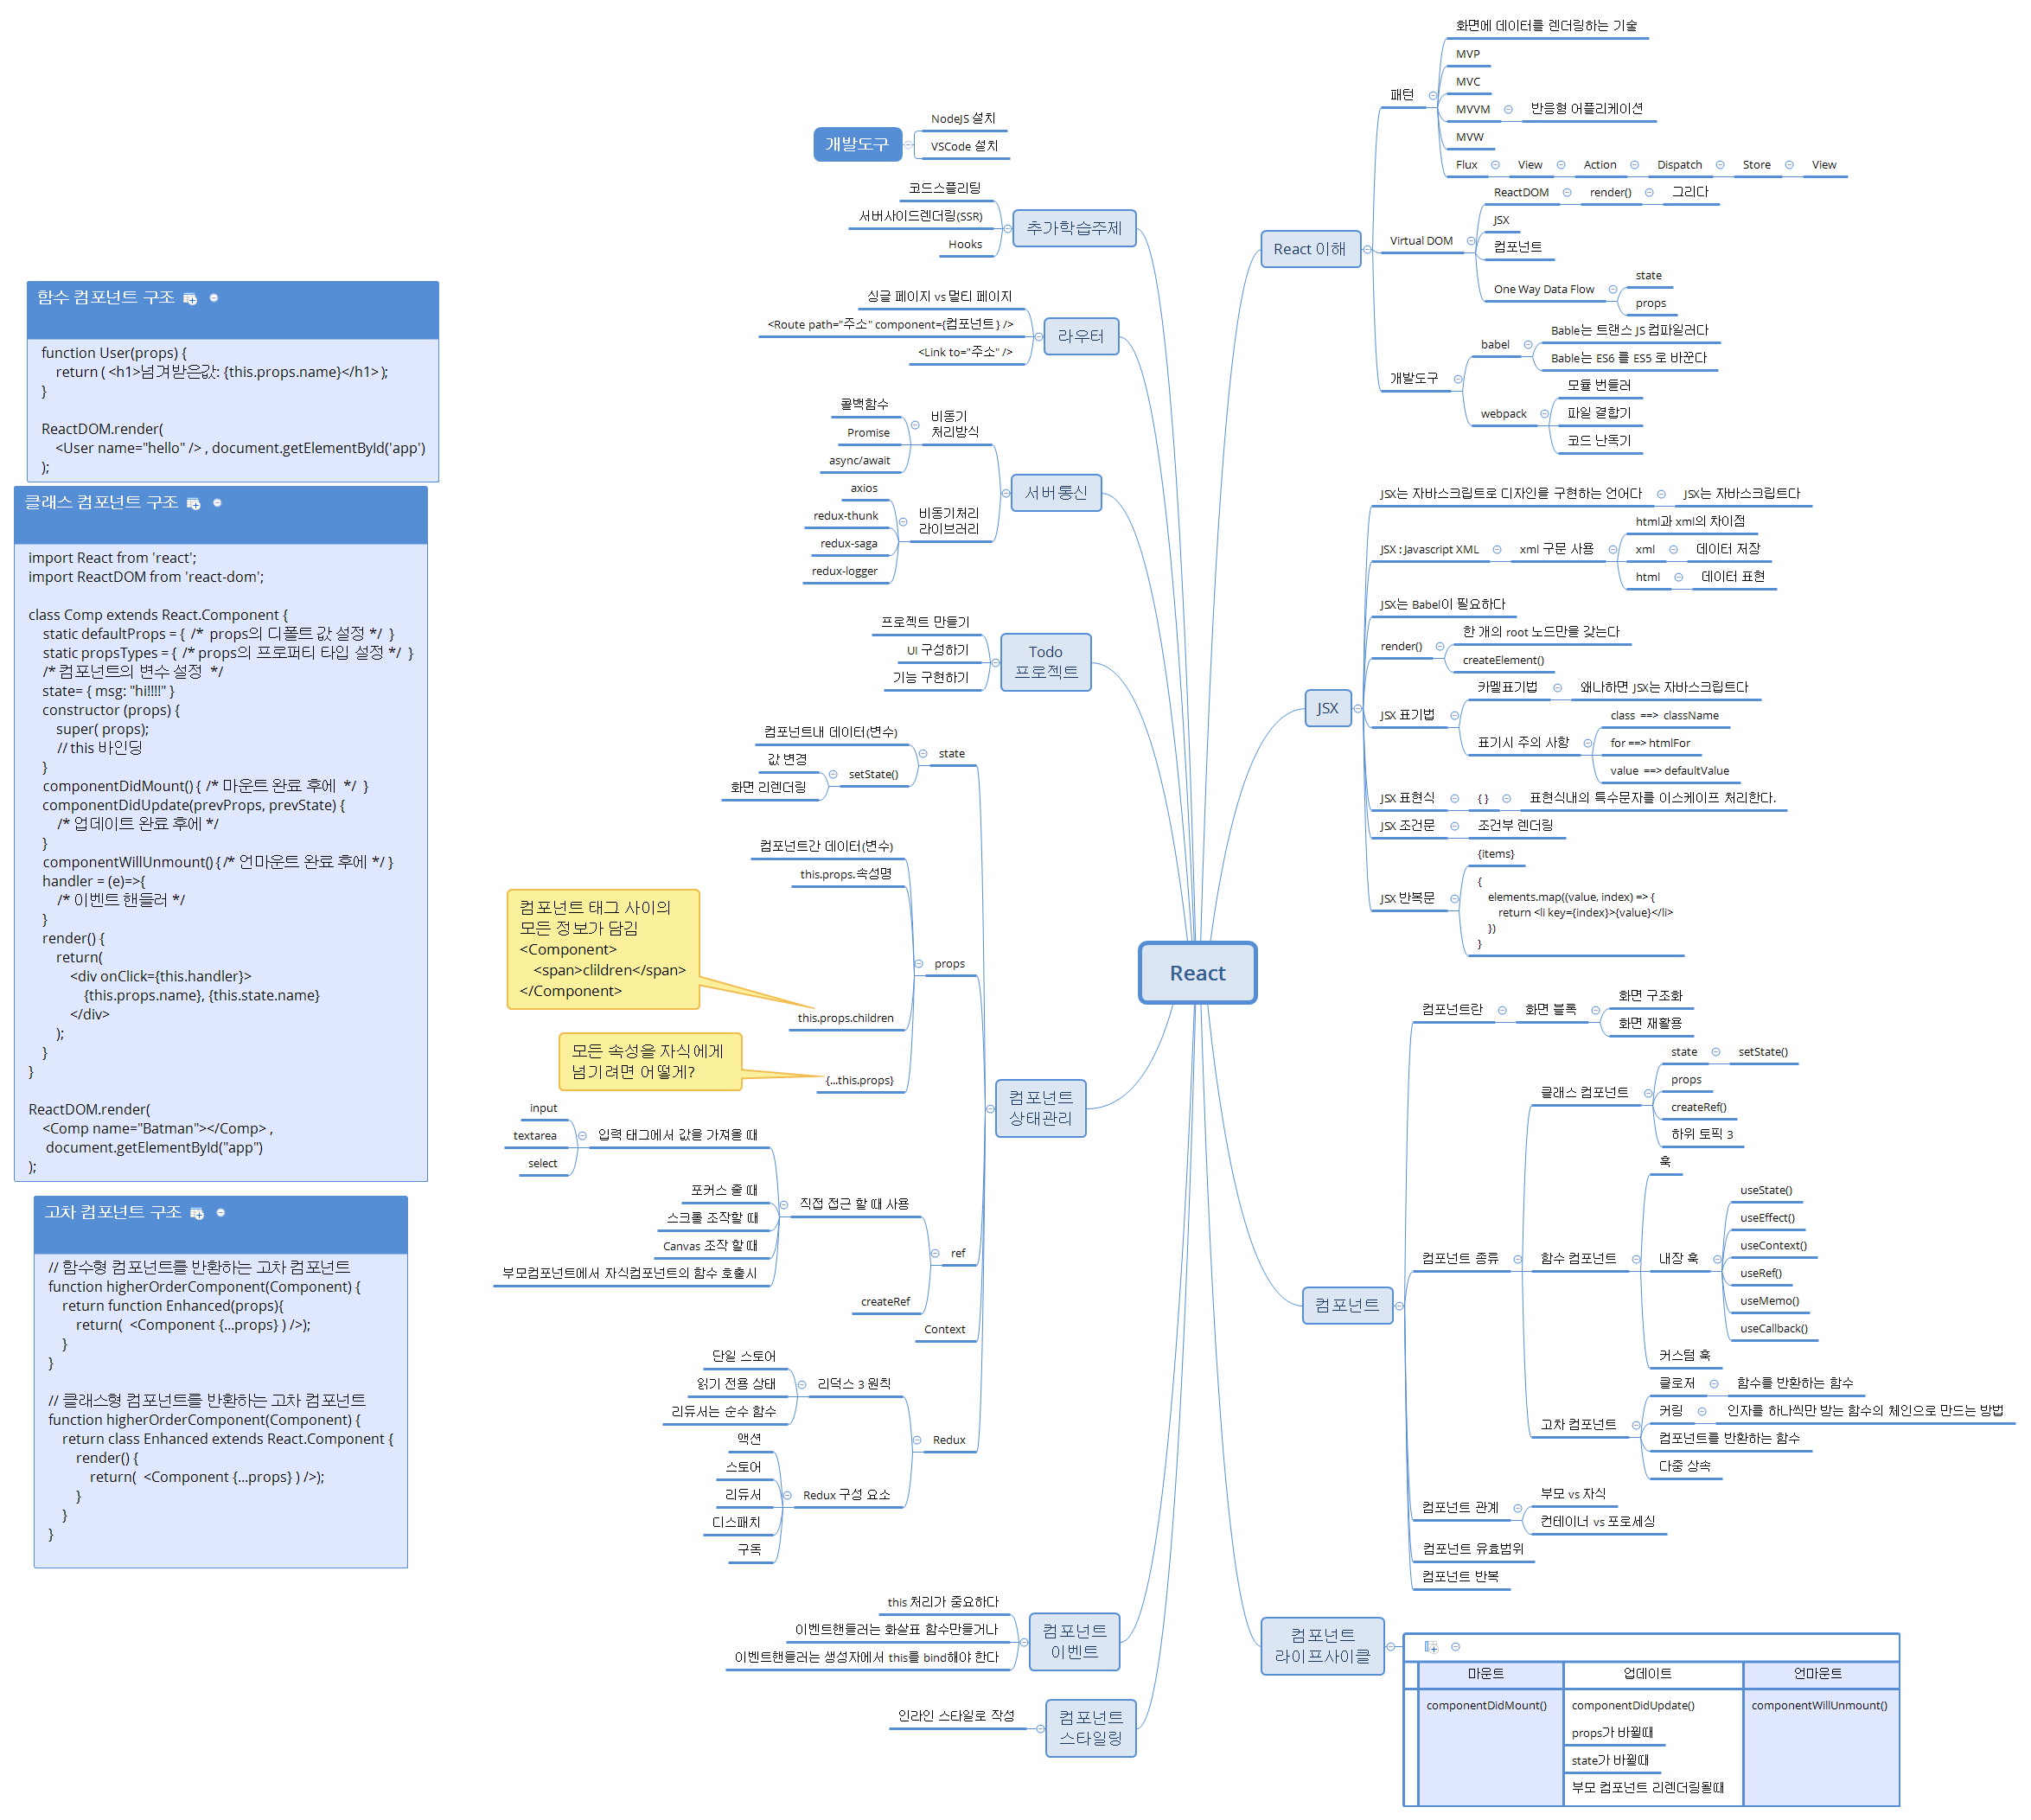 React
React 이해
패턴
화면에 데이터를 렌더링하는 기술
MVP
MVC
MVVM
반응형 어플리케이션
MVW
Flux
View
Action
Dispatch
Store
View
Virtual DOM
ReactDOM
render()
그리다
JSX
컴포넌트
One Way Data Flow
state
props
개발도구
babel
Bable는 트랜스 JS 컴파일러다
Bable는 ES6 를 ES5 로 바꾼다
webpack
모듈 번들러
파일 결합기
코드 난독기
JSX
JSX는 자바스크립트로 디자인을 구현하는 언어다
JSX는 자바스크립트다
JSX : Javascript XML
xml 구문 사용
html과 xml의 차이점
xml
데이터 저장
html
데이터 표현
JSX는 Babel이 필요하다
render()
한 개의 root 노드만을 갖는다
createElement()
JSX 표기법
카멜표기법
왜냐하면 JSX는 자바스크립트다
표기시 주의 사항
class ==> className
for ==> htmlFor
value ==> defaultValue
JSX 표현식
{ }
표현식내의 특수문자를 이스케이프 처리한다.
JSX 조건문
조건부 렌더링
JSX 반복문
{items}
{
elements.map((value, index) => {
return <li key={index}>{value}</li>
})
}
컴포넌트
컴포넌트란
화면 블록
화면 구조화
화면 재활용
컴포넌트 종류
클래스 컴포넌트
state
setState()
props
createRef()
하위 토픽 3
함수 컴포넌트
훅
내장 훅
useState()
useEffect()
useContext()
useRef()
useMemo()
useCallback()
커스텀 훅
고차 컴포넌트
클로저
함수를 반환하는 함수
커링
인자를 하나씩만 받는 함수의 체인으로 만드는 방법
컴포넌트를 반환하는 함수
다중 상속
컴포넌트 관계
부모 vs 자식
컨테이너 vs 포로세싱
컴포넌트 유효범위
컴포넌트 반복
컴포넌트
라이프사이클
마운트
업데이트
언마운트
componentDidMount()
componentDidUpdate()
props가 바뀔때
state가 바뀔때
부모 컴포넌트 리렌더링될때
componentWillUnmount()
개발도구
NodeJS 설치
VSCode 설치
추가학습주제
코드스플리팅
서버사이드렌더링(SSR)
Hooks
라우터
싱글 페이지 vs 멀티 페이지
<Route path="주소" component={컴포넌트} />
<Link to="주소" />
서버통신
비동기
처리방식
콜백함수
Promise
async/await
비동기처리
라이브러리
axios
redux-thunk
redux-saga
redux-logger
Todo
프로젝트
프로젝트 만들기
UI 구성하기
기능 구현하기
컴포넌트
상태관리
state
컴포넌트내 데이터(변수)
setState()
값 변경
화면 리렌더링
props
컴포넌트간 데이터(변수)
this.props.속성명
this.props.children
컴포넌트 태그 사이의
모든 정보가 담김
<Component>
<span>clildren</span>
</Component>
{...this.props}
모든 속성을 자식에게
넘기려면 어떻게?
ref
직접 접근 할 때 사용
입력 태그에서 값을 가져올 때
input
textarea
select
포커스 줄 때
스크롤 조작할 때
Canvas 조작 할 때
부모컴포넌트에서 자식컴포넌트의 함수 호출시
createRef
Context
Redux
리덕스 3 원칙
단일 스토어
읽기 전용 상태
리듀서는 순수 함수
Redux 구성 요소
액션
스토어
리듀서
디스패치
구독
컴포넌트
이벤트
this 처리가 중요하다
이벤트핸들러는 화살표 함수만들거나
이벤트핸들러는 생성자에서 this를 bind해야 한다
컴포넌트
스타일링
인라인 스타일로 작성
함수 컴포넌트 구조
function User(props) {
return ( <h1>넘겨받은값: {this.props.name}</h1> );
}
ReactDOM.render(
<User name="hello" /> , document.getElementById('app')
);
클래스 컴포넌트 구조
import React from 'react';
import ReactDOM from 'react-dom';
class Comp extends React.Component {
static defaultProps = { /* props의 디폴트 값 설정 */ }
static propsTypes = { /* props의 프로퍼티 타입 설정 */ }
/* 컴포넌트의 변수 설정 */
state= { msg: "hi!!!!" }
constructor (props) {
super( props);
// this 바인딩
}
componentDidMount() { /* 마운트 완료 후에 */ }
componentDidUpdate(prevProps, prevState) {
/* 업데이트 완료 후에 */
}
componentWillUnmount() { /* 언마운트 완료 후에 */ }
handler = (e)=>{
/* 이벤트 핸들러 */
}
render() {
return(
<div onClick={this.handler}>
{this.props.name}, {this.state.name}
</div>
);
}
}
ReactDOM.render(
<Comp name="Batman"></Comp> ,
document.getElementById("app")
);
고차 컴포넌트 구조
// 함수형 컴포넌트를 반환하는 고차 컴포넌트
function higherOrderComponent(Component) {
return function Enhanced(props){
return( <Component {...props} ) />);
}
}
// 클래스형 컴포넌트를 반환하는 고차 컴포넌트
function higherOrderComponent(Component) {
return class Enhanced extends React.Component {
render() {
return( <Component {...props} ) />);
}
}
}